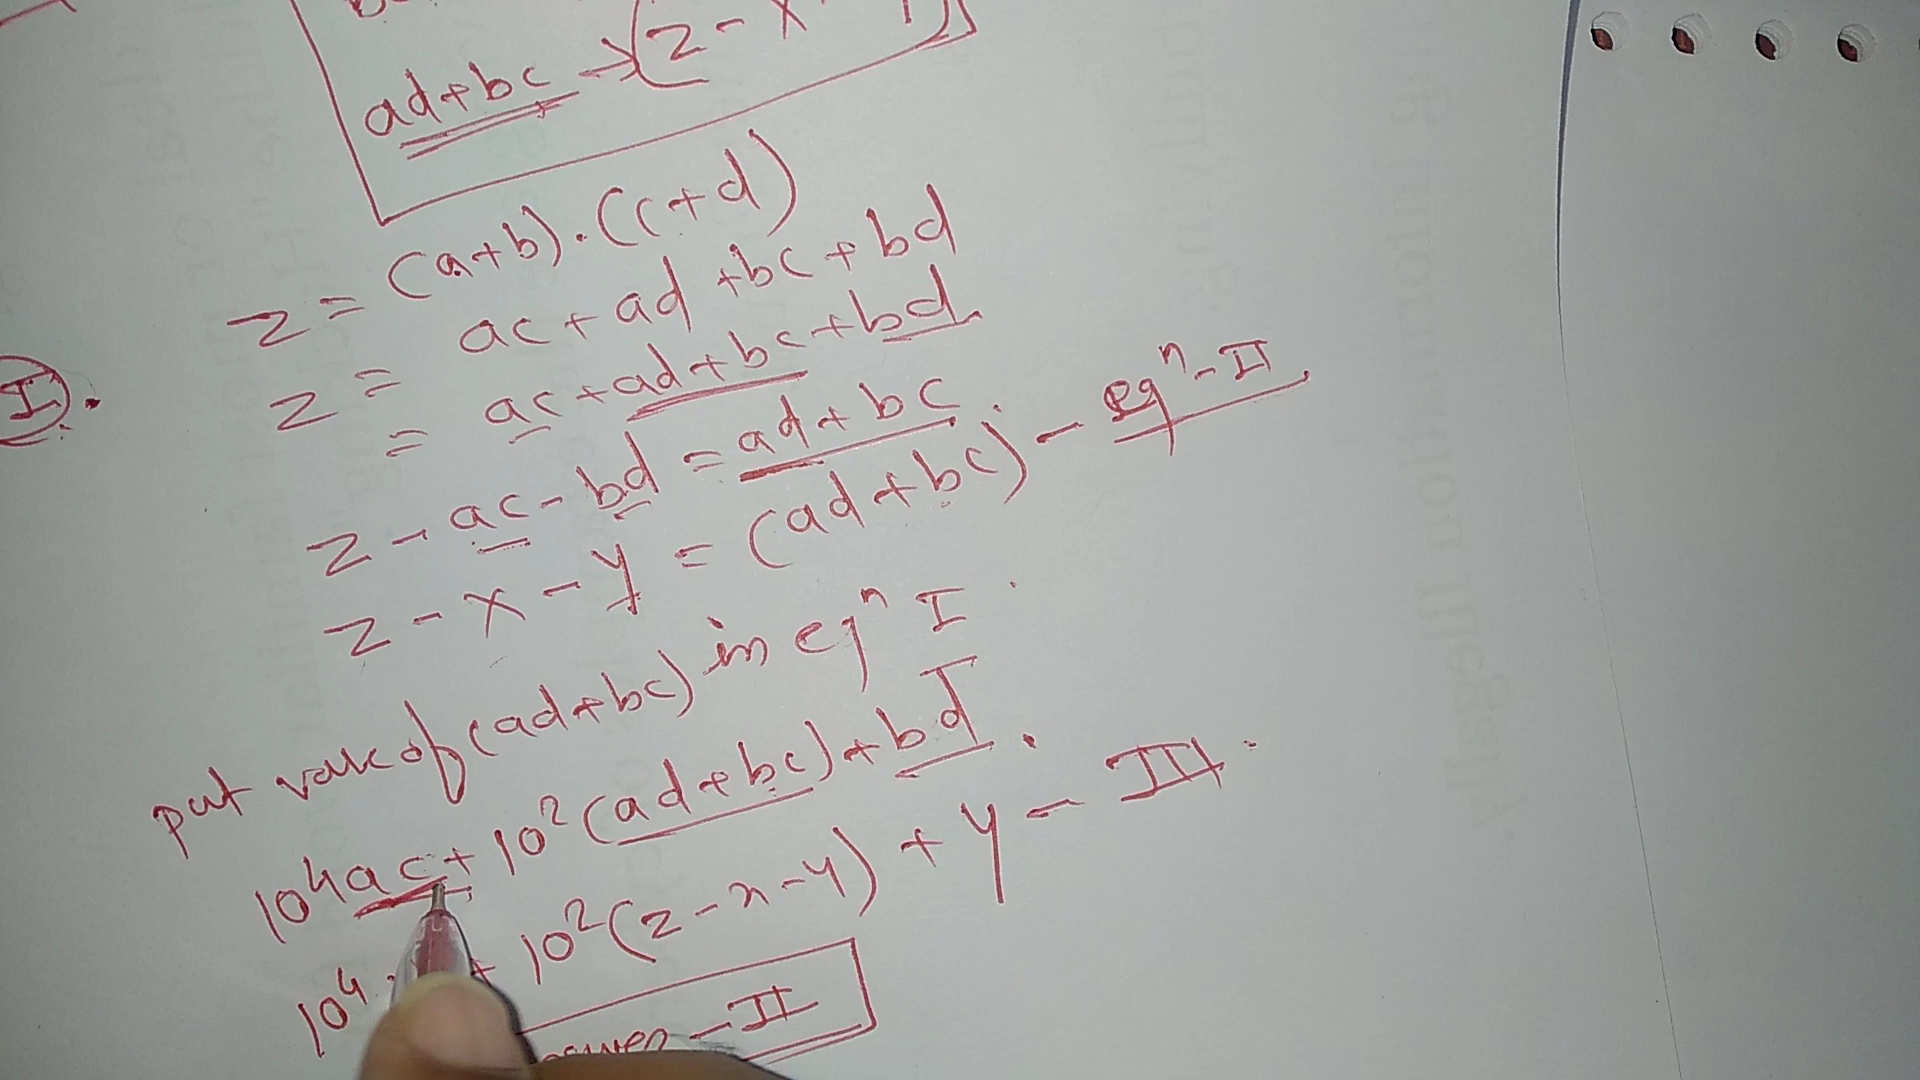 ad+bc → (z - x
z = (a+b).(c+d)
z = ac + ad +bc + bd
= ac + ad + bc + bd
I.
z - ac - bd = ad + bc
z - x - y = (ad + bc) - eqⁿ - II
put value of (ad+bc) in eqⁿ I
10⁴ac + 10² (ad+bc) + bd.
10⁴ + 10² (z - x - y) + y - III
- II